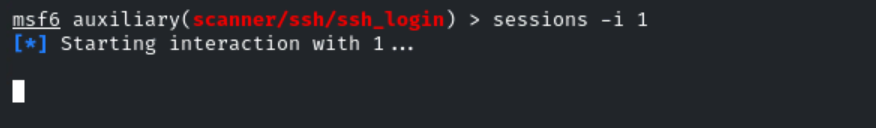 msf6 auxiliary(scanner/ssh/ssh_login) > sessions -i 1
[*] Starting interaction with 1...